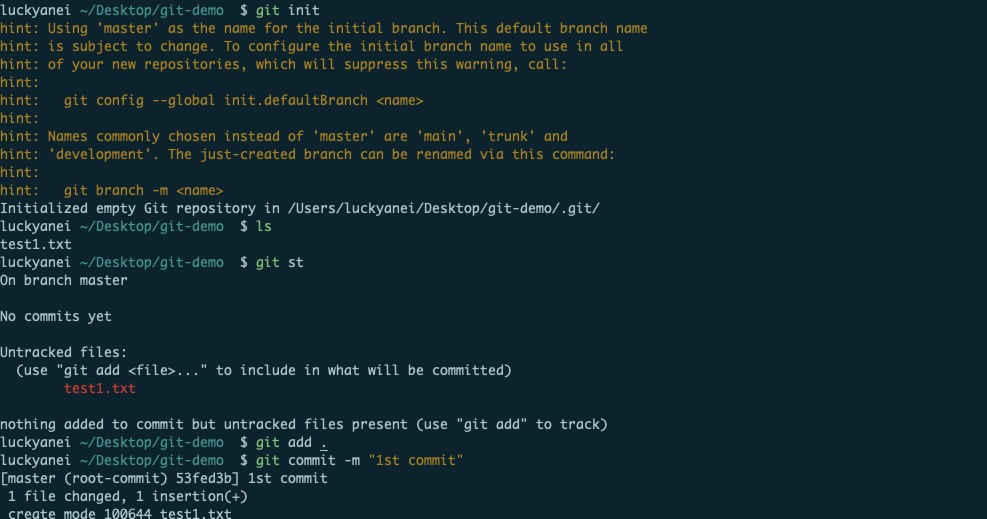 luckyanei ~/Desktop/git-demo  $ git init
hint: Using 'master' as the name for the initial branch. This default branch name
hint: is subject to change. To configure the initial branch name to use in all
hint: of your new repositories, which will suppress this warning, call:
hint:
hint:   git config --global init.defaultBranch <name>
hint:
hint: Names commonly chosen instead of 'master' are 'main', 'trunk' and
hint: 'development'. The just-created branch can be renamed via this command:
hint:
hint:   git branch -m <name>
Initialized empty Git repository in /Users/luckyanei/Desktop/git-demo/.git/
luckyanei ~/Desktop/git-demo  $ ls
test1.txt
luckyanei ~/Desktop/git-demo  $ git st
On branch master

No commits yet

Untracked files:
  (use "git add <file>..." to include in what will be committed)
        test1.txt

nothing added to commit but untracked files present (use "git add" to track)
luckyanei ~/Desktop/git-demo  $ git add .
luckyanei ~/Desktop/git-demo  $ git commit -m "1st commit"
[master (root-commit) 53fed3b] 1st commit
 1 file changed, 1 insertion(+)
 create mode 100644 test1.txt